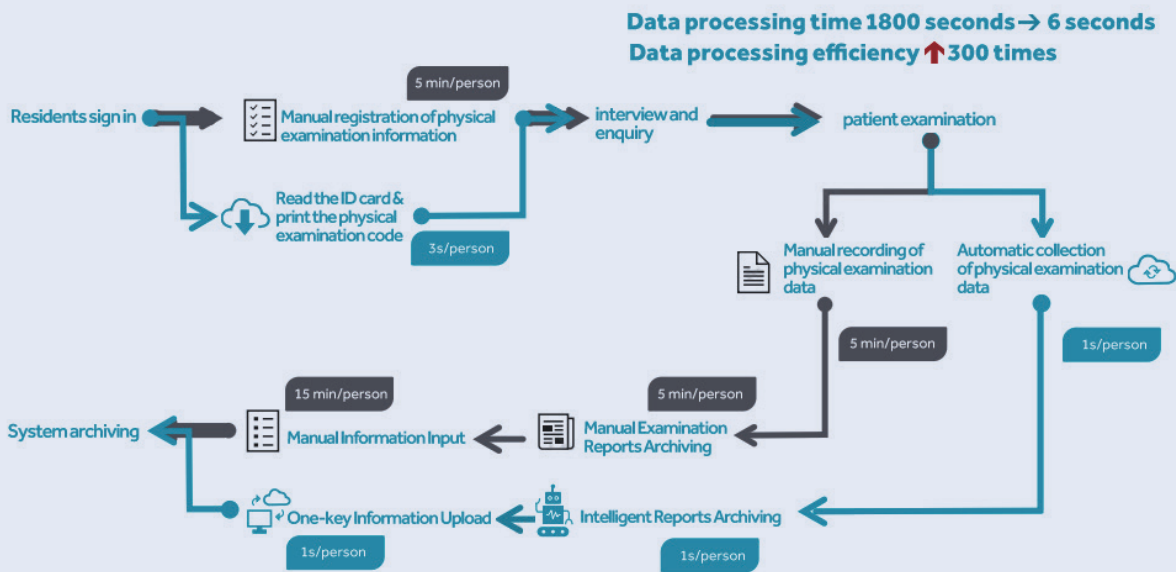 Data processing time 1800 seconds → 6 seconds
Data processing efficiency ↑ 300 times
5 min/person
Residents sign in
Manual registration of physical
examination information
interview and
enquiry
patient examination
Read the ID card &
print the physical
examination code
3s/person
Manual recording of
physical examination
data
Automatic collection
of physical examination
data
5 min/person
1s/person
15 min/person
5 min/person
System archiving
Manual Information Input
Manual Examination
Reports Archiving
One-key Information Upload
Intelligent Reports Archiving
1s/person
1s/person